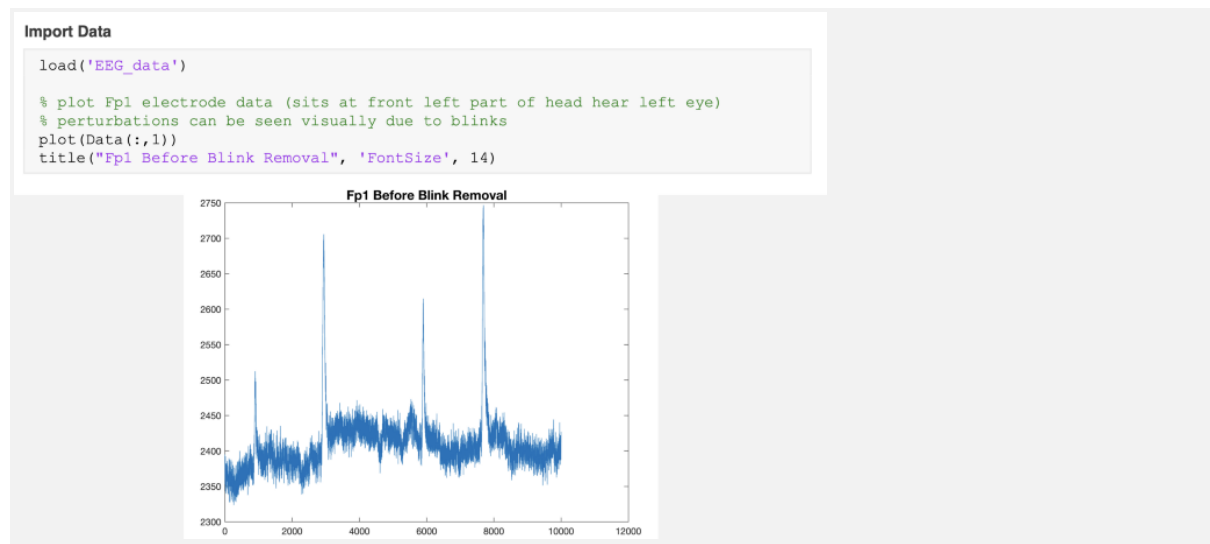 Import Data
load('EEG_data')
% plot Fp1 electrode data (sits at front left part of head hear left eye)
% perturbations can be seen visually due to blinks
plot(Data(:,1))
title("Fp1 Before Blink Removal", 'FontSize', 14)
Fp1 Before Blink Removal
2750
2700
2650
2600
2550
2500
2450
2400
2350
2300
0 2000 4000 6000 8000 10000 12000